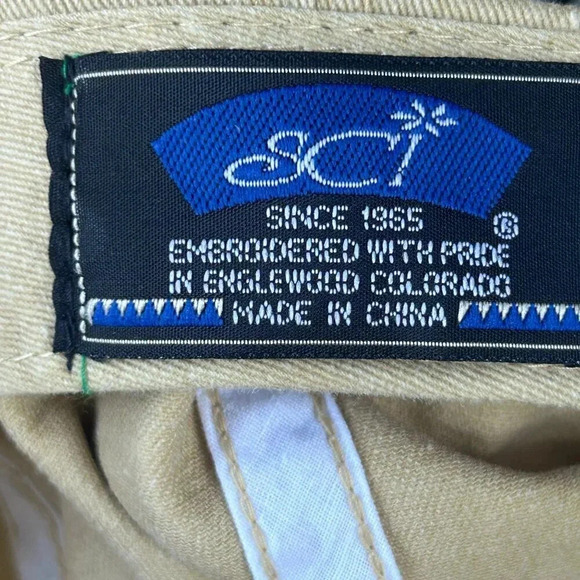 SCI
SINCE 1965
®
EMBROIDERED WITH PRIDE
IN ENGLEWOOD COLORADO
MADE IN CHINA